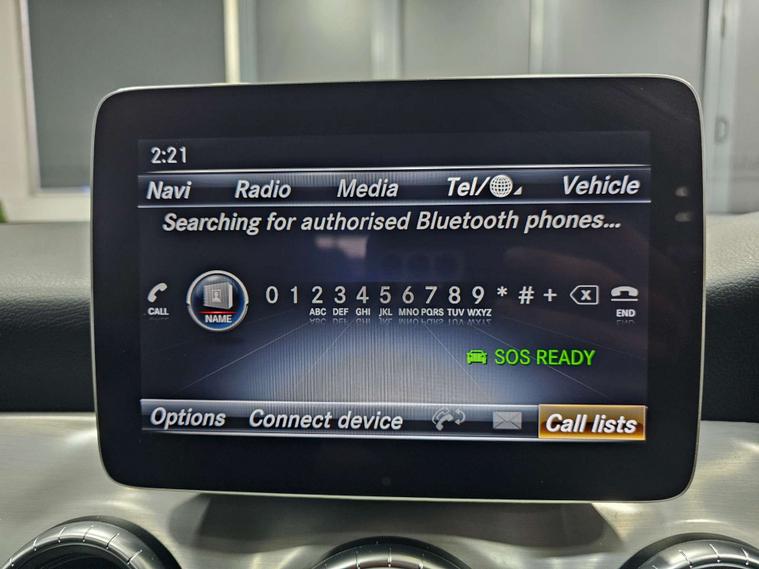 2:21
Navi Radio Media Tel/ Vehicle
Searching for authorised Bluetooth phones...
0 1 2 3 4 5 6 7 8 9 * # +
CALL NAME ABC DEF GHI JKL MNO PQRS TUV WXYZ END
SOS READY
Options Connect device Call lists